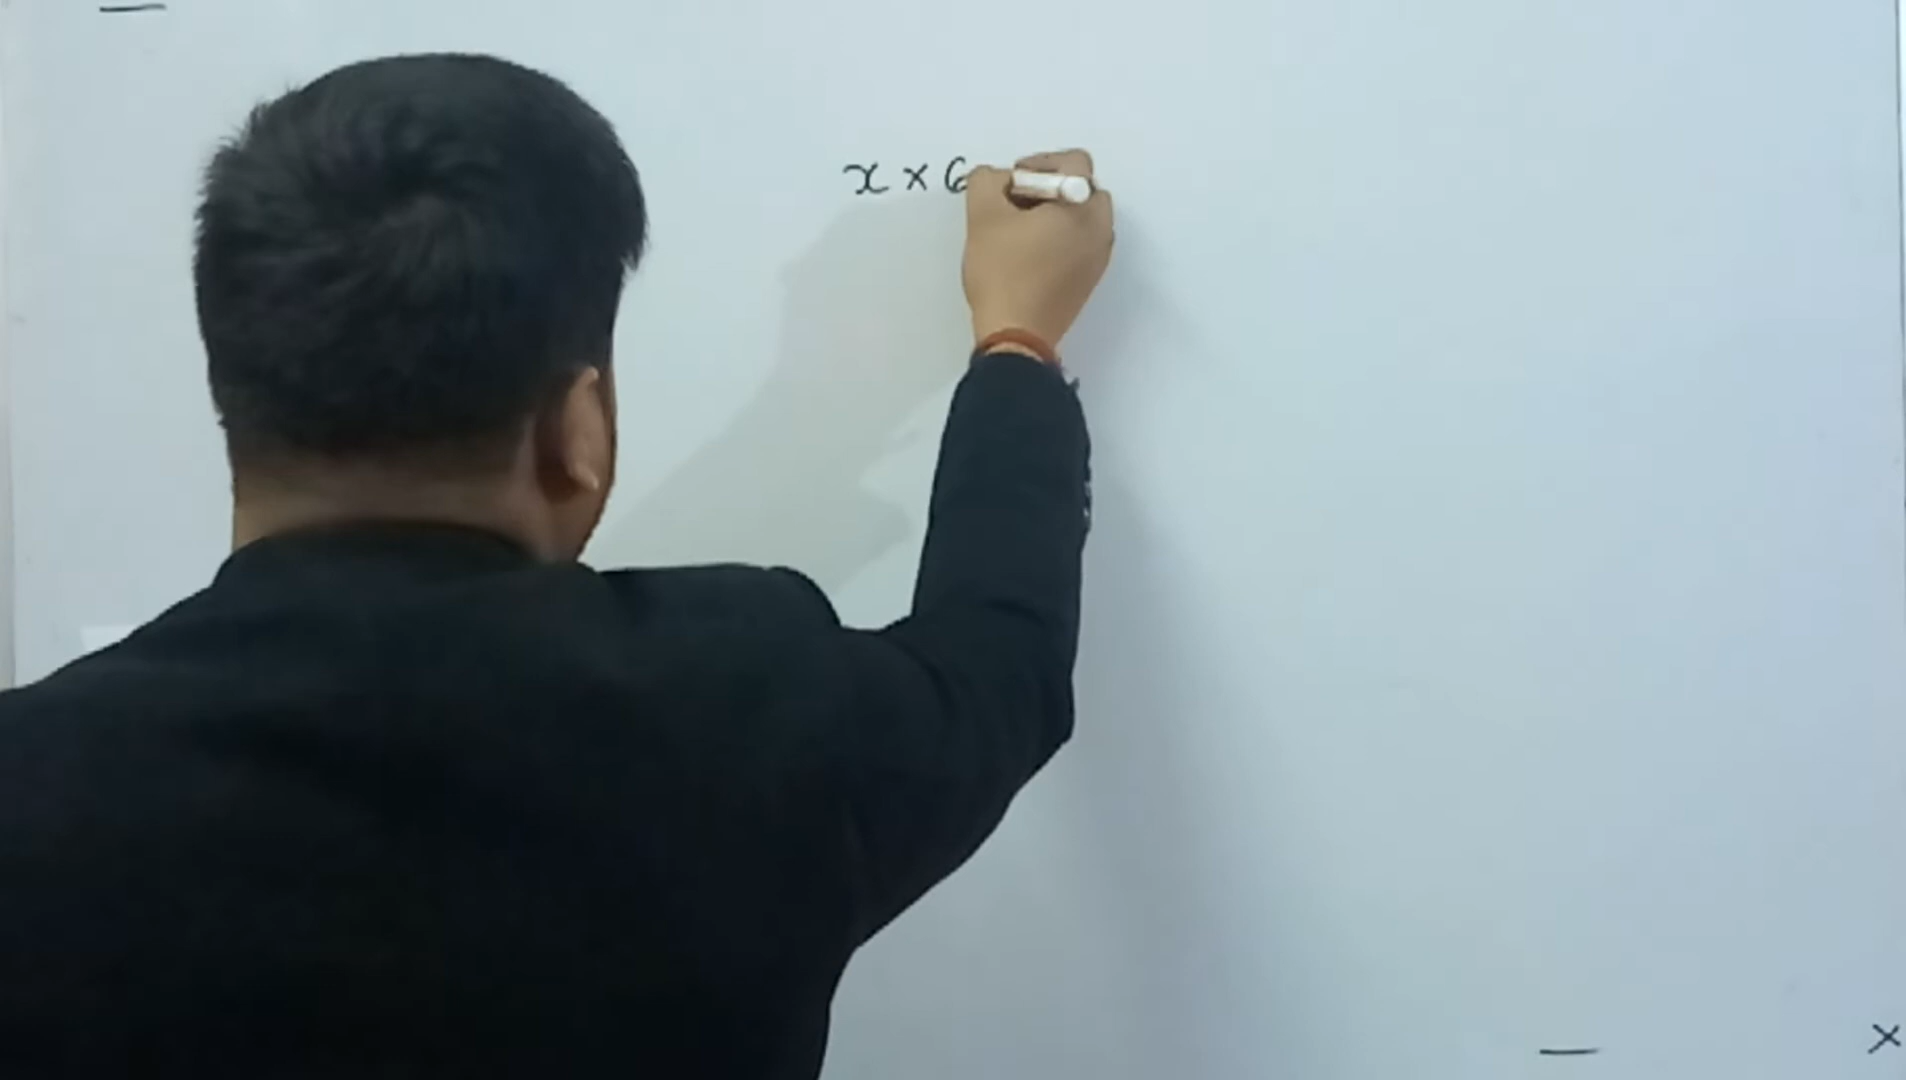 —
x × 6
— ×